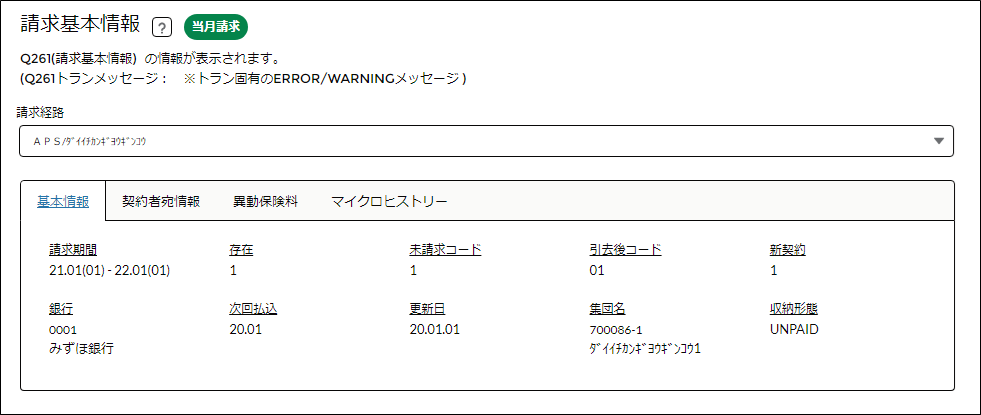 請求基本情報 ? 当月請求
Q261(請求基本情報) の情報が表示されます。
(Q261トランメッセージ： ※トラン固有のERROR/WARNINGメッセージ )
請求経路
ＡＰＳ/ﾀﾞｲｲﾁｶﾝｷﾞﾖｳｷﾞﾝｺｳ
基本情報 契約者宛情報 異動保険料 マイクロヒストリー
請求期間 存在 未請求コード 引去後コード 新契約
21.01(01) - 22.01(01) 1 1 01 1
銀行 次回払込 更新日 集団名 収納形態
0001 20.01 20.01.01 700086-1 UNPAID
みずほ銀行 ﾀﾞｲｲﾁｶﾝｷﾞﾖｳｷﾞﾝｺｳ1